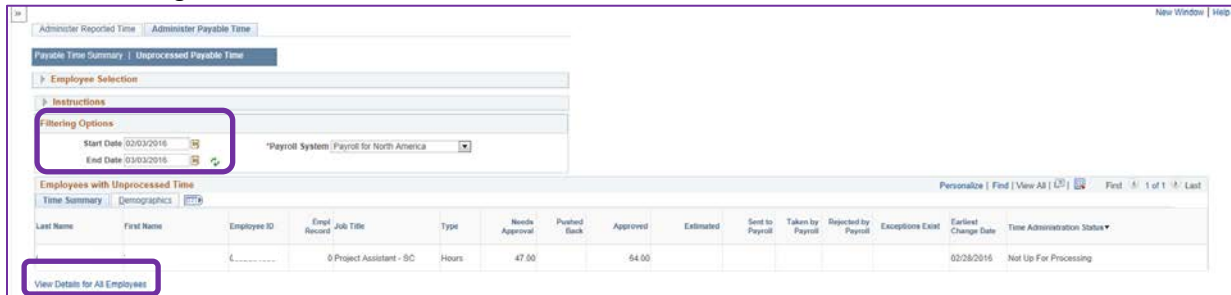 New Window | Help
Administer Reported Time Administer Payable Time
Payable Time Summary | Unprocessed Payable Time
Employee Selection
Instructions
Filtering Options
Start Date 02/03/2016 *Payroll System Payroll for North America
End Date 03/03/2016
Employees with Unprocessed Time Personalize | Find | View All | First 1 of 1 Last
Time Summary Demographics
Last Name First Name Employee ID Empl Record Job Title Type Needs Approval Pushed Back Approved Estimated Sent to Payroll Taken by Payroll Rejected by Payroll Exceptions Exist Earliest Change Date Time Administration Status
0 Project Assistant - SC Hours 47.00 64.00 02/28/2016 Not Up For Processing
View Details for All Employees